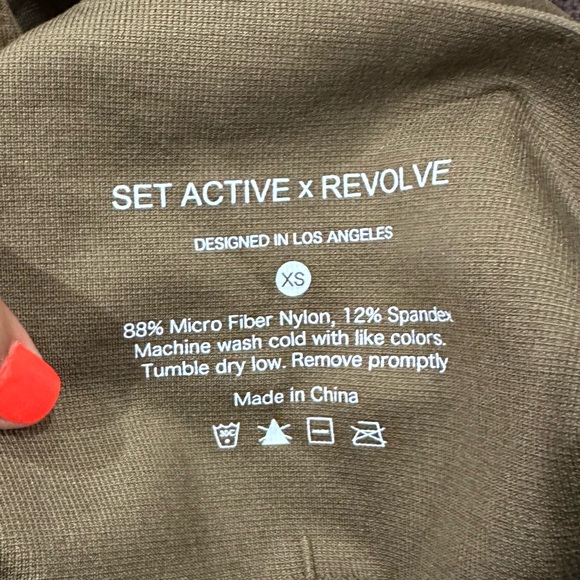 SET ACTIVE x REVOLVE
DESIGNED IN LOS ANGELES
XS
88% Micro Fiber Nylon, 12% Spandex
Machine wash cold with like colors.
Tumble dry low. Remove promptly
Made in China
30C